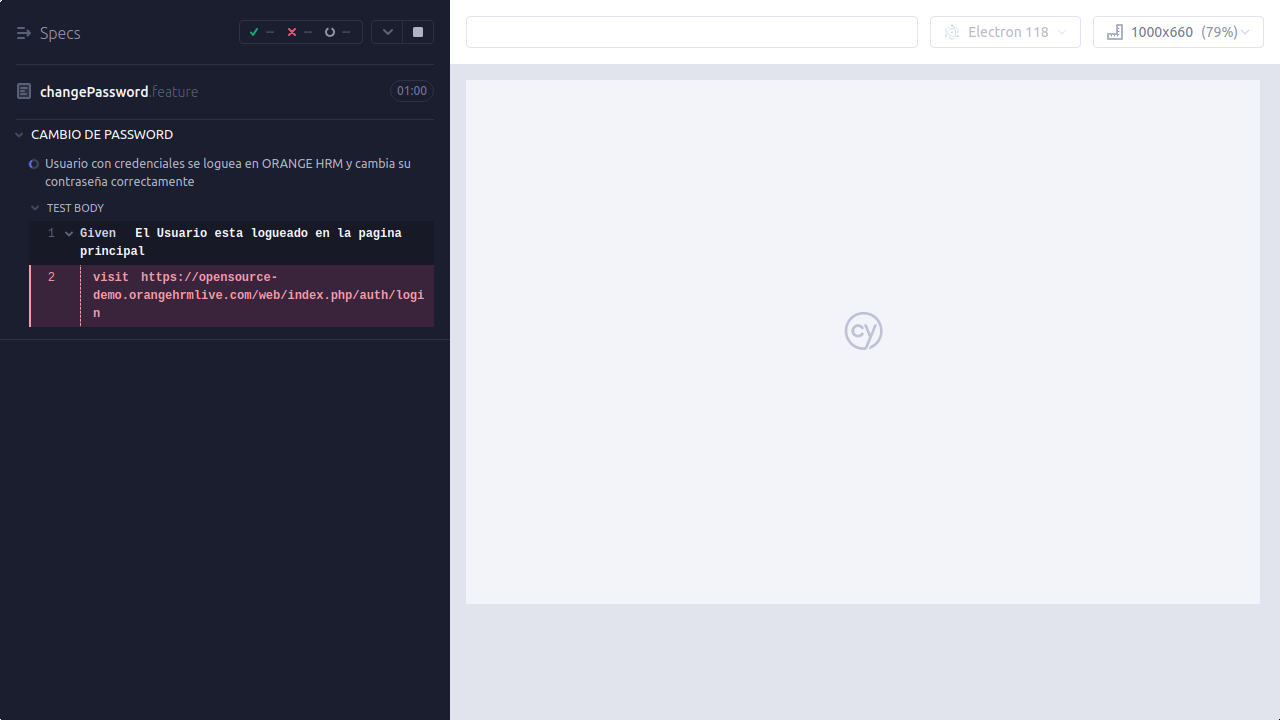 Specs
--
--
--
Electron 118
1000x660 (79%)
changePassword.feature
01:00
CAMBIO DE PASSWORD
Usuario con credenciales se loguea en ORANGE HRM y cambia su
contraseña correctamente
TEST BODY
1 Given El Usuario esta logueado en la pagina
principal
2 visit https://opensource-
demo.orangehrmlive.com/web/index.php/auth/logi
n
cy